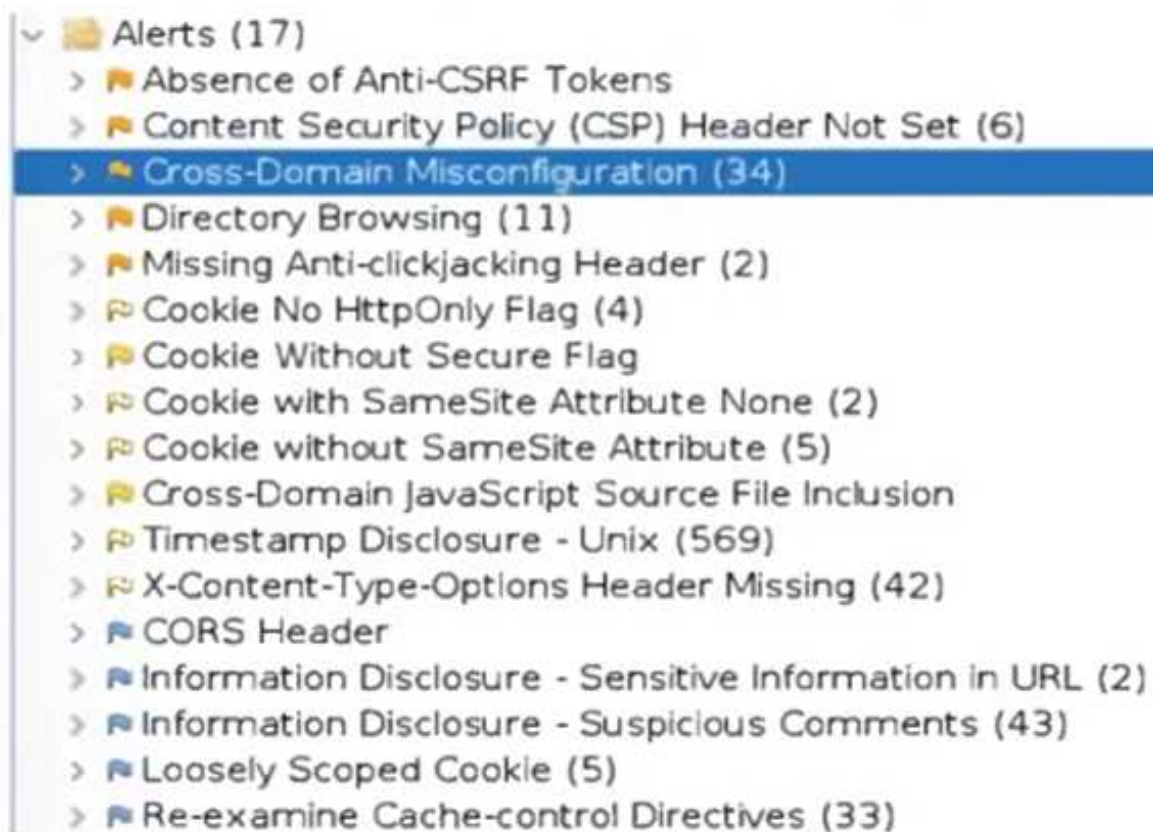 Alerts (17)
Absence of Anti-CSRF Tokens
Content Security Policy (CSP) Header Not Set (6)
Cross-Domain Misconfiguration (34)
Directory Browsing (11)
Missing Anti-clickjacking Header (2)
Cookie No HttpOnly Flag (4)
Cookie Without Secure Flag
Cookie with SameSite Attribute None (2)
Cookie without SameSite Attribute (5)
Cross-Domain JavaScript Source File Inclusion
Timestamp Disclosure - Unix (569)
X-Content-Type-Options Header Missing (42)
CORS Header
Information Disclosure - Sensitive Information in URL (2)
Information Disclosure - Suspicious Comments (43)
Loosely Scoped Cookie (5)
Re-examine Cache-control Directives (33)